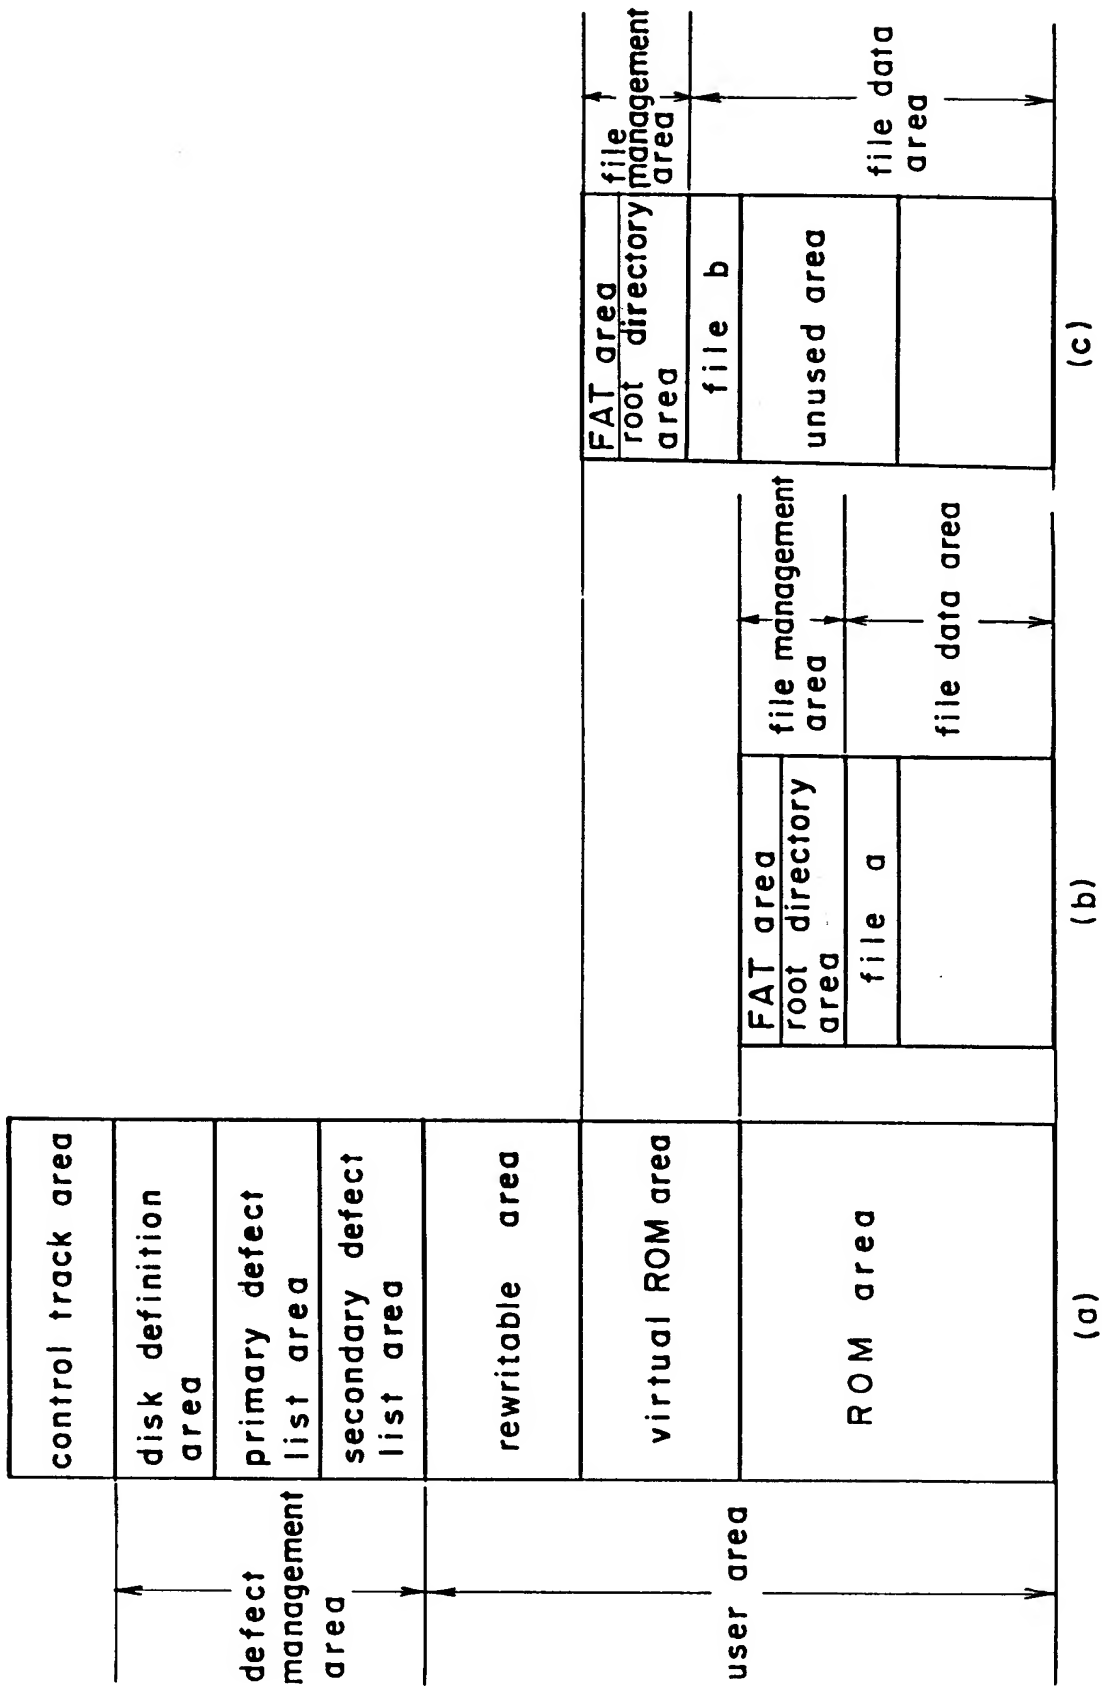 control track area
disk definition
area
primary defect
list area
secondary defect
list area
rewritable area
virtual ROM area
ROM area
defect
management
area
user area
(a)
FAT area
root directory
area
file a
file management
area
file data area
(b)
FAT area
root directory
area
file b
unused area
file
management
area
file data
area
(c)